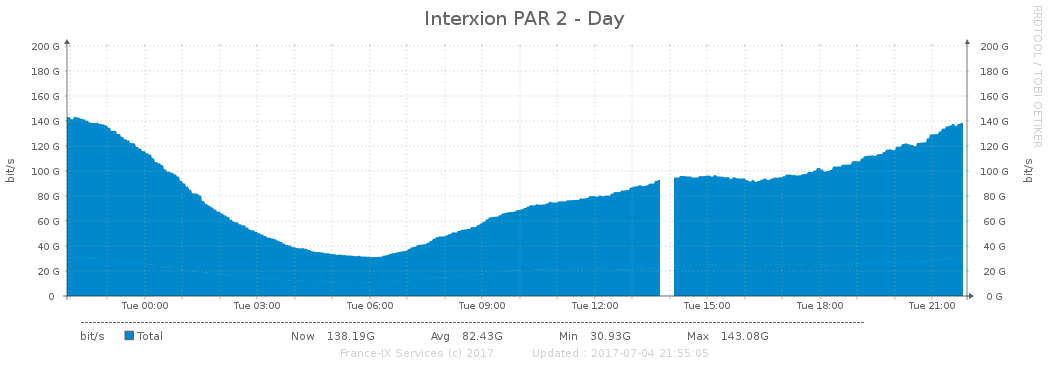 Interxion PAR 2 - Day
RRDTOOL / TOBI OETIKER
200 G 200 G
180 G 180 G
160 G 160 G
140 G 140 G
120 G 120 G
100 G 100 G
80 G 80 G
60 G 60 G
40 G 40 G
20 G 20 G
0 0 G
bit/s bit/s
Tue 00:00 Tue 03:00 Tue 06:00 Tue 09:00 Tue 12:00 Tue 15:00 Tue 18:00 Tue 21:00
bit/s Total Now 138.19G Avg 82.43G Min 30.93G Max 143.08G
France-IX Services (c) 2017 Updated : 2017-07-04 21:55:05